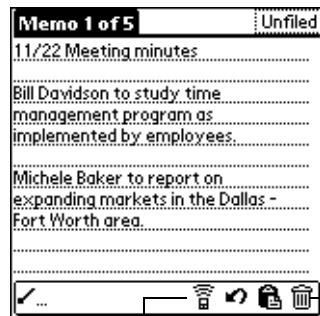 Memo 1 of 5
Unfiled
11/22 Meeting minutes
Bill Davidson to study time
management program as
implemented by employees.
Michele Baker to report on
expanding markets in the Dallas -
Fort Worth area.
...